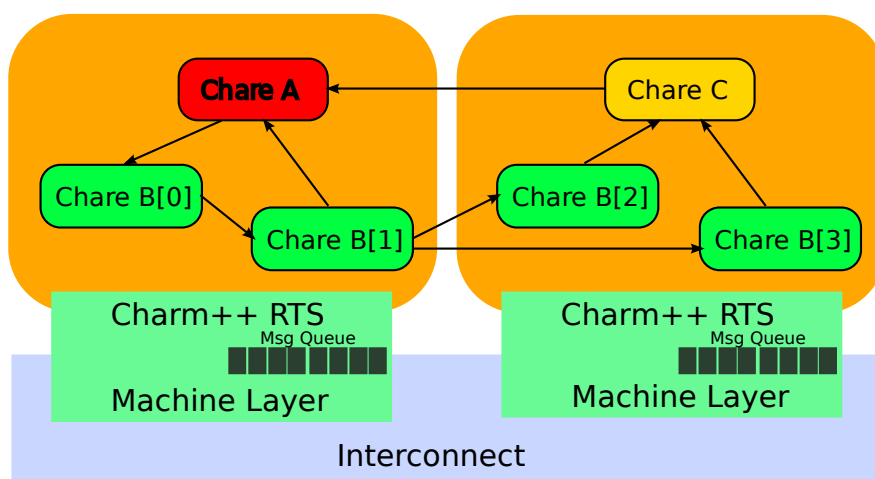 Chare A
Chare C
Chare B[0]
Chare B[2]
Chare B[1]
Chare B[3]
Charm++ RTS
Msg Queue
Machine Layer
Charm++ RTS
Msg Queue
Machine Layer
Interconnect